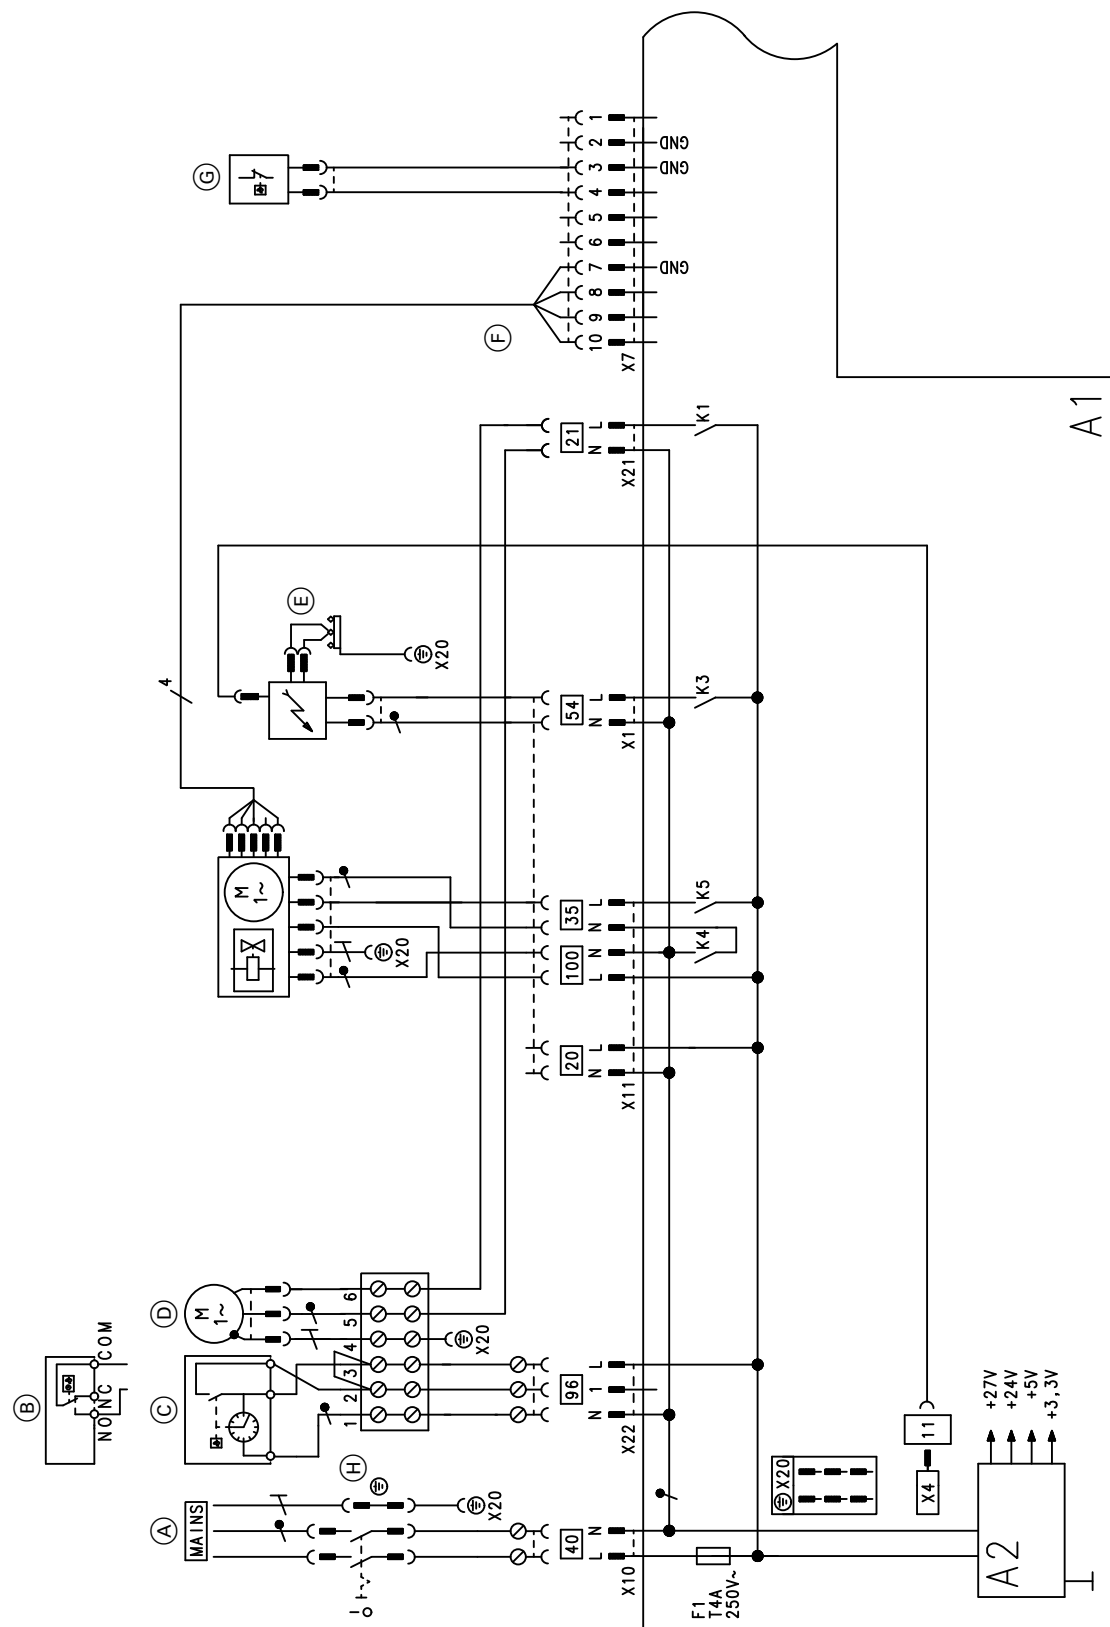 B
NO NC COM
A
C
D
MAINS
M
1~
M
1~
4
G
E
H
X20
1 2 3 4 5 6
X20
X20
X20
F
40
96
20
100
35
54
21
L N
N 1 L
N L
L N
N L
N L
N L
10 9 8 7 6 5 4 3 2 1
X10
X22
X11
X1
X21
X7
GND
GND
GND
I
O
F1
T4A
250V~
K4
K5
K3
K1
X20
X4
11
A2
+27V
+24V
+5V
+3,3V
A1